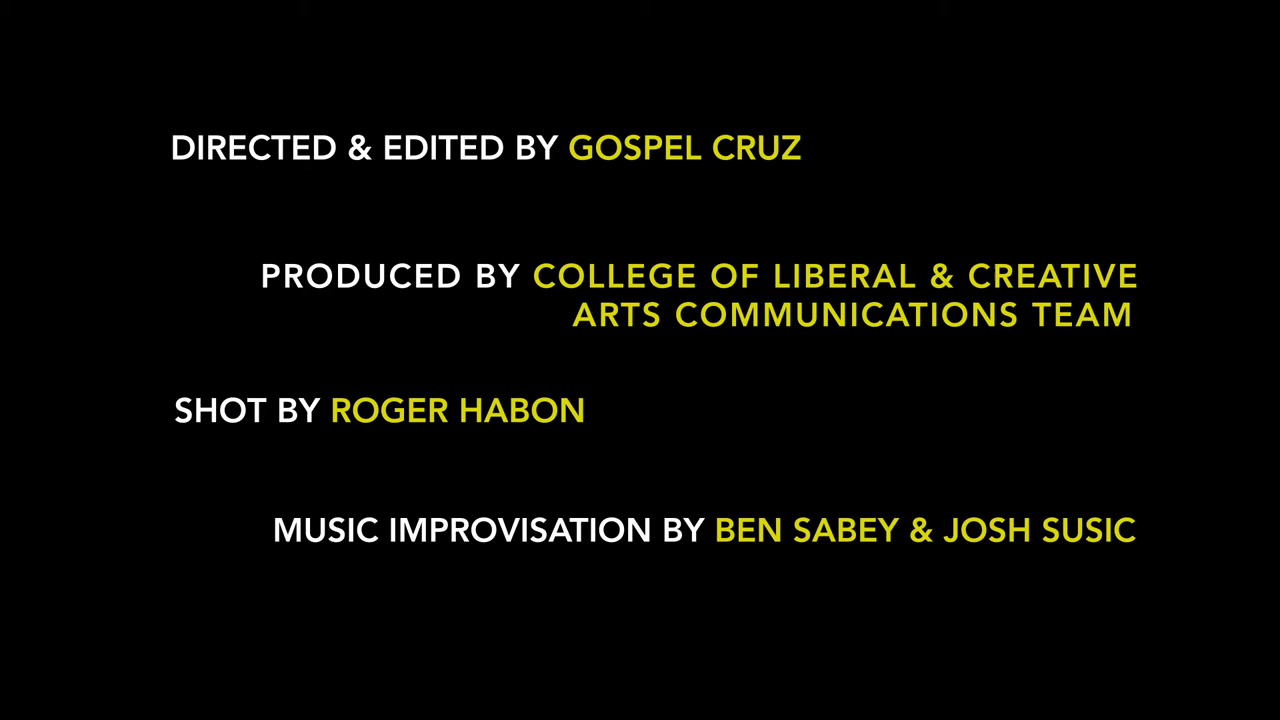 DIRECTED & EDITED BY GOSPEL CRUZ
PRODUCED BY COLLEGE OF LIBERAL & CREATIVE
ARTS COMMUNICATIONS TEAM
SHOT BY ROGER HABON
MUSIC IMPROVISATION BY BEN SABEY & JOSH SUSIC